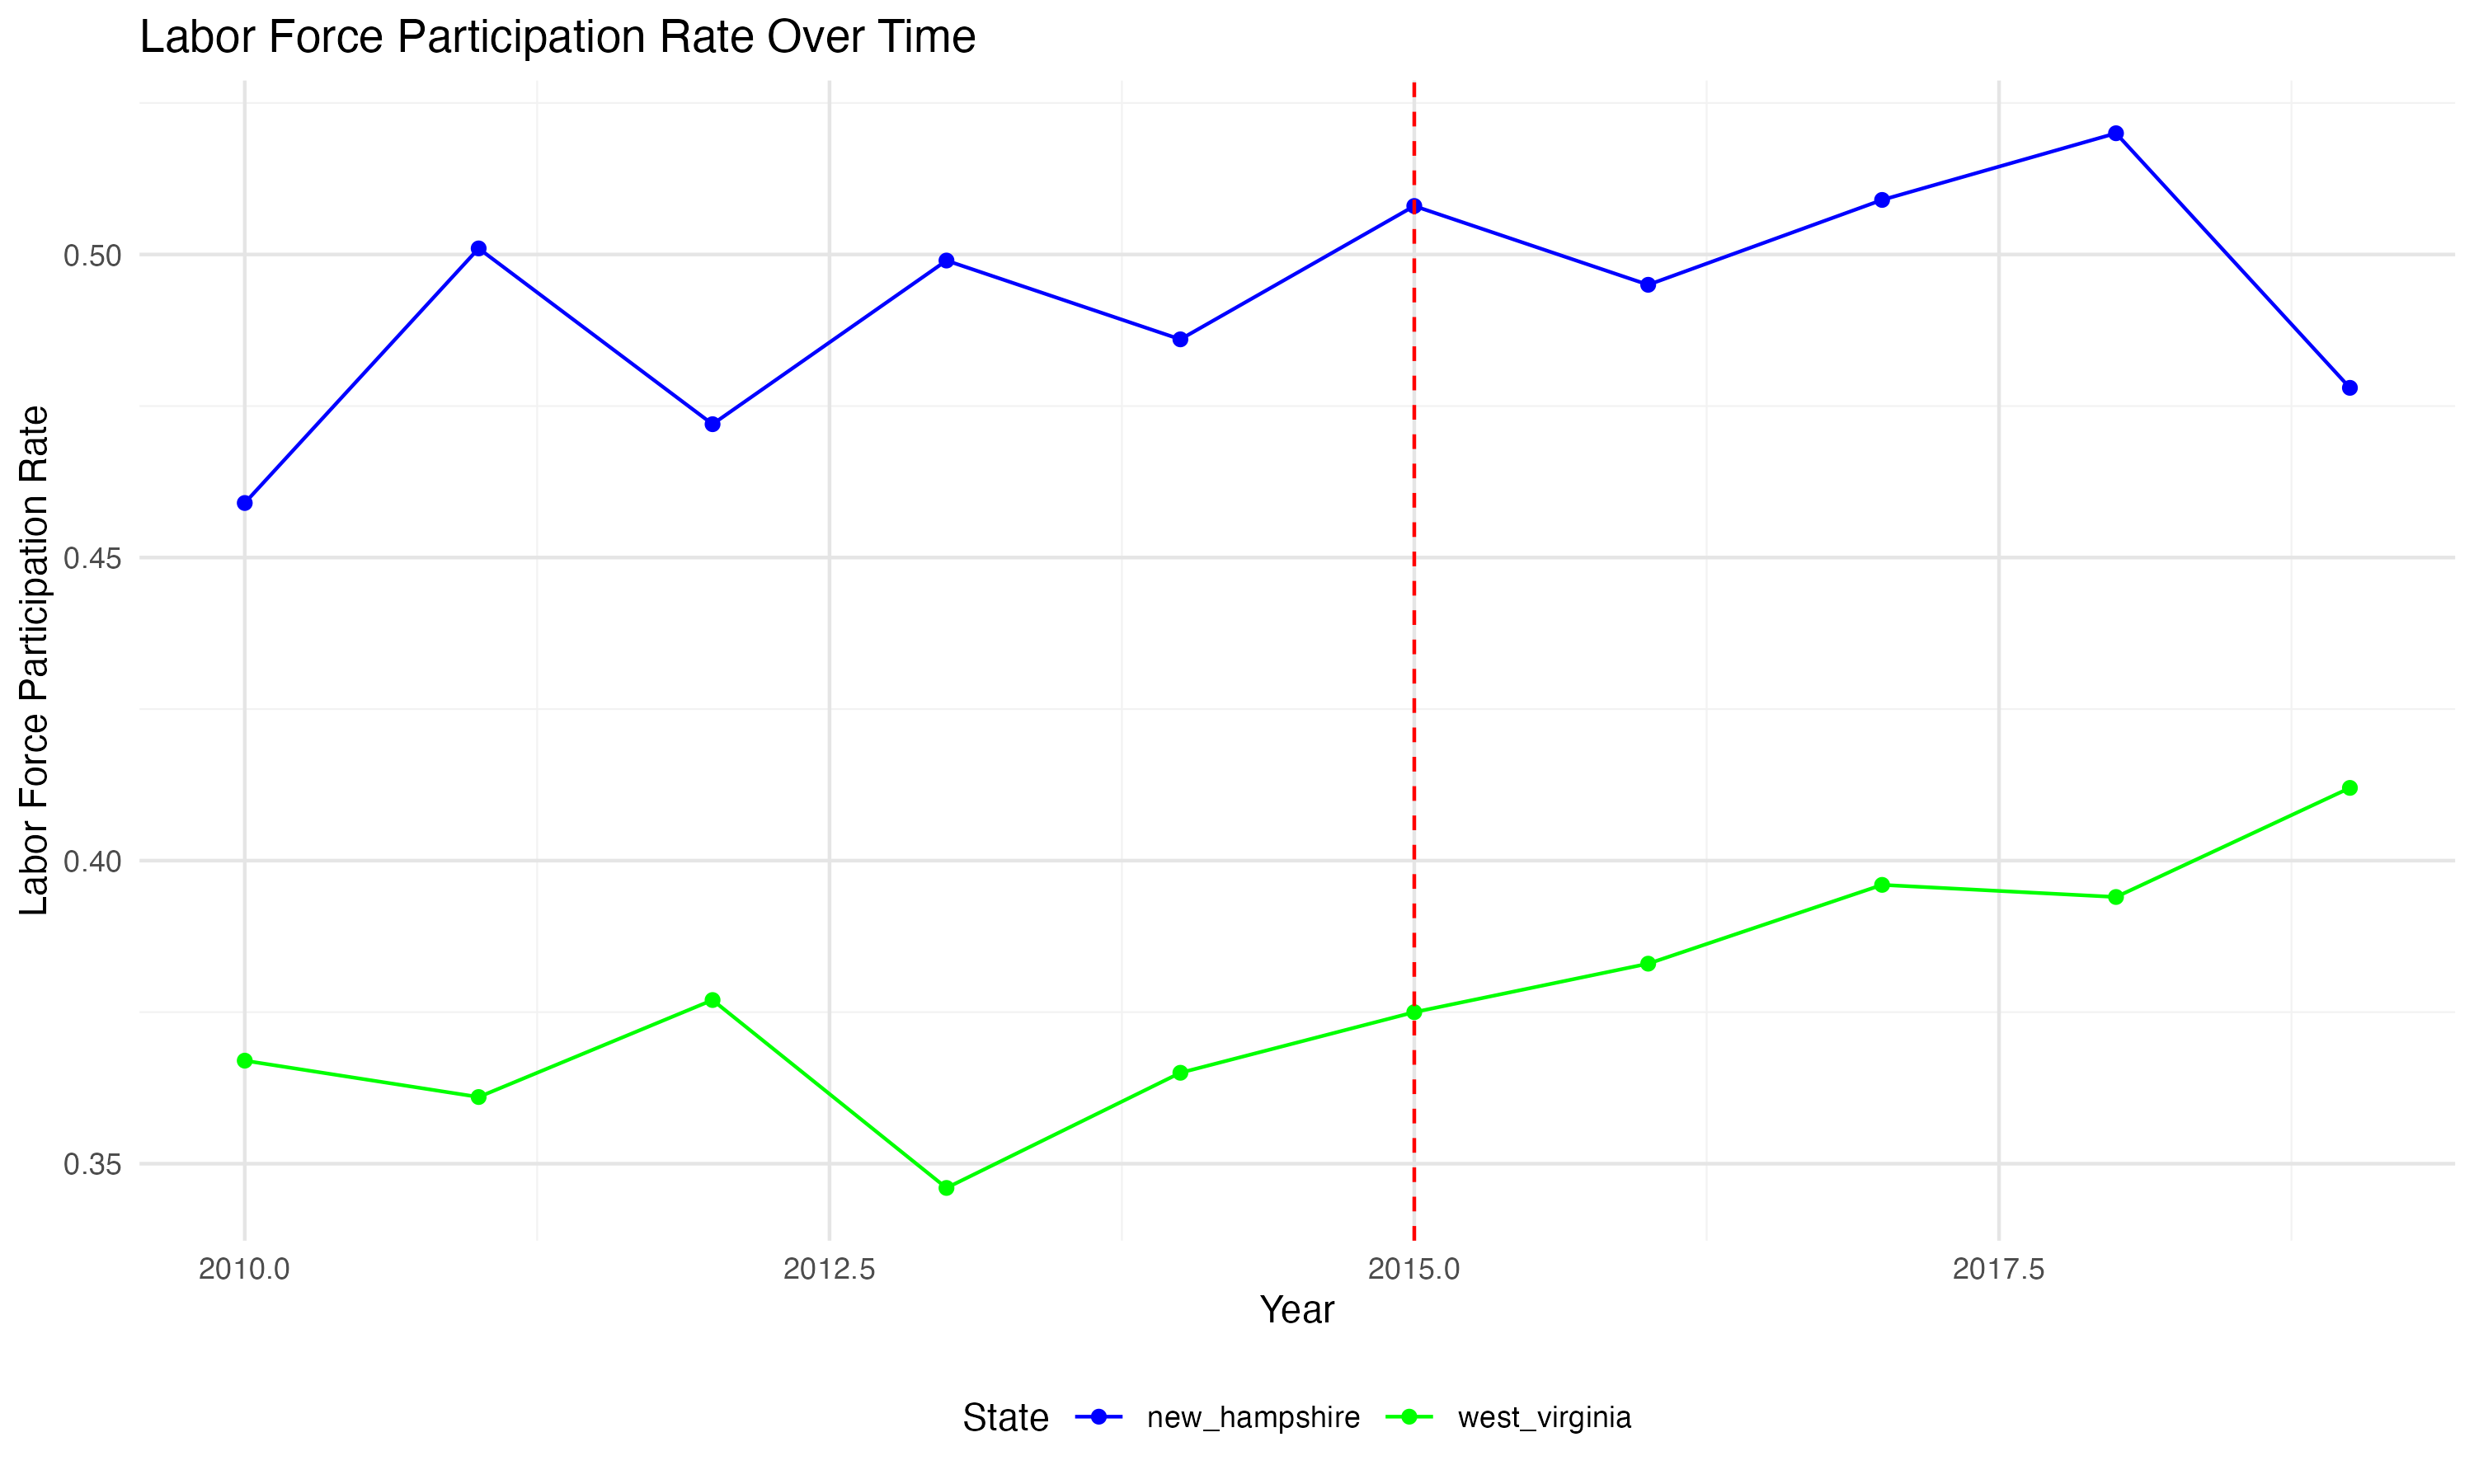 Labor Force Participation Rate Over Time
Labor Force Participation Rate
0.50
0.45
0.40
0.35
2010.0 2012.5 2015.0 2017.5
Year
State new_hampshire west_virginia